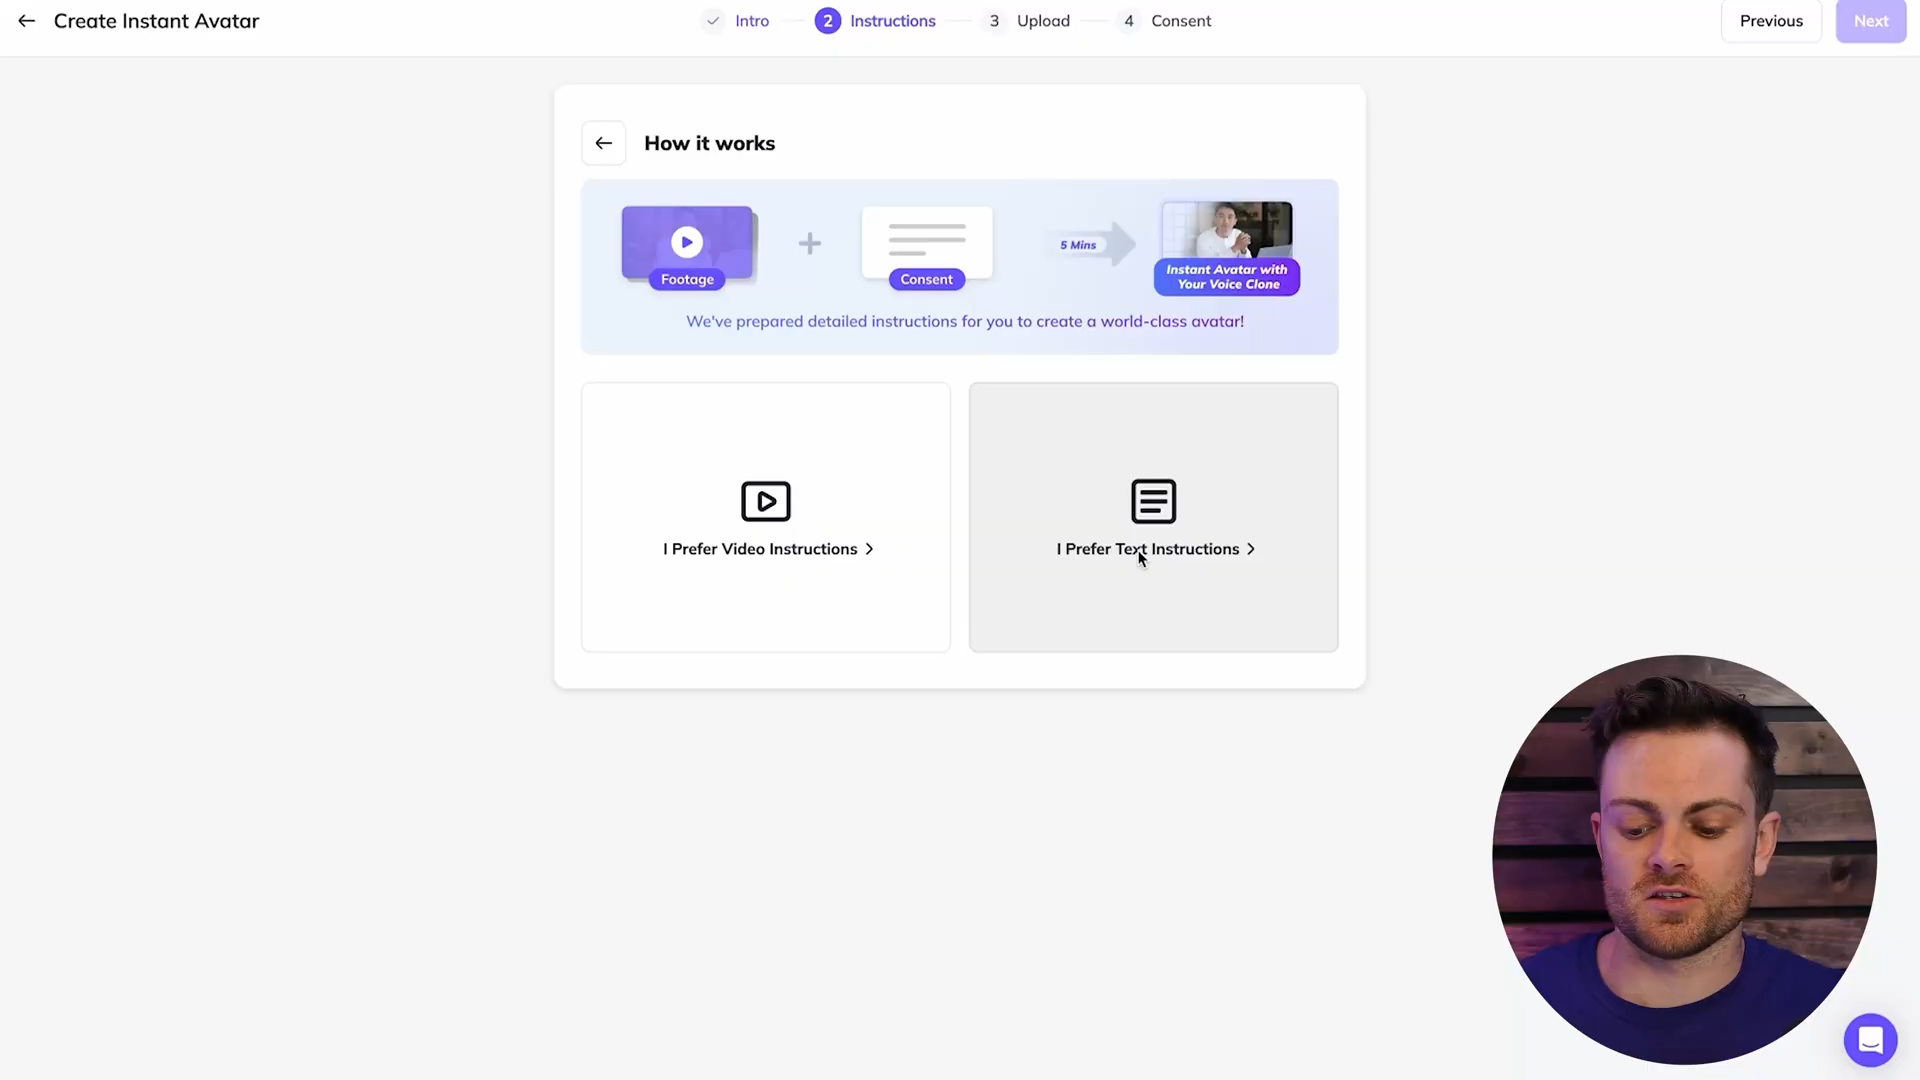 Create Instant Avatar
Intro
2 Instructions
3 Upload
4 Consent
Previous
Next
How it works
Footage
Consent
5 Mins
Instant Avatar with
Your Voice Clone
We've prepared detailed instructions for you to create a world-class avatar!
I Prefer Video Instructions
I Prefer Text Instructions